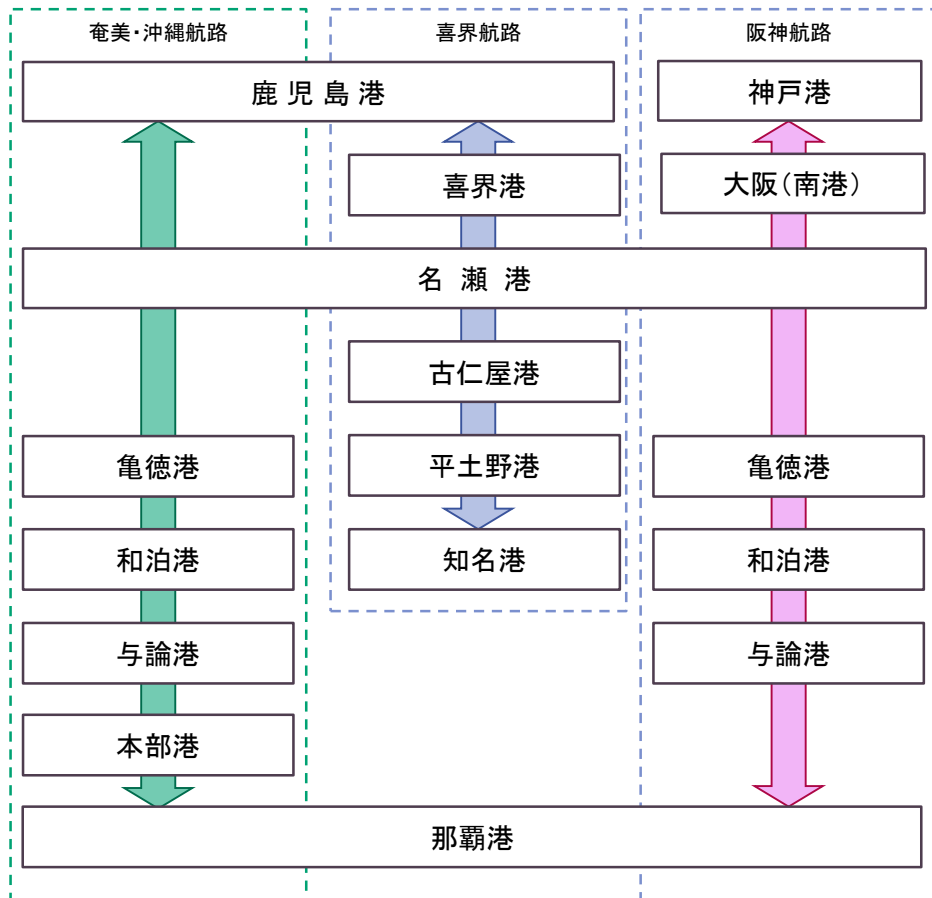 奄美・沖縄航路
喜界航路
阪神航路
鹿児島港
神戸港
喜界港
大阪(南港)
名瀬港
古仁屋港
亀徳港
平土野港
亀徳港
和泊港
知名港
和泊港
与論港
与論港
本部港
那覇港